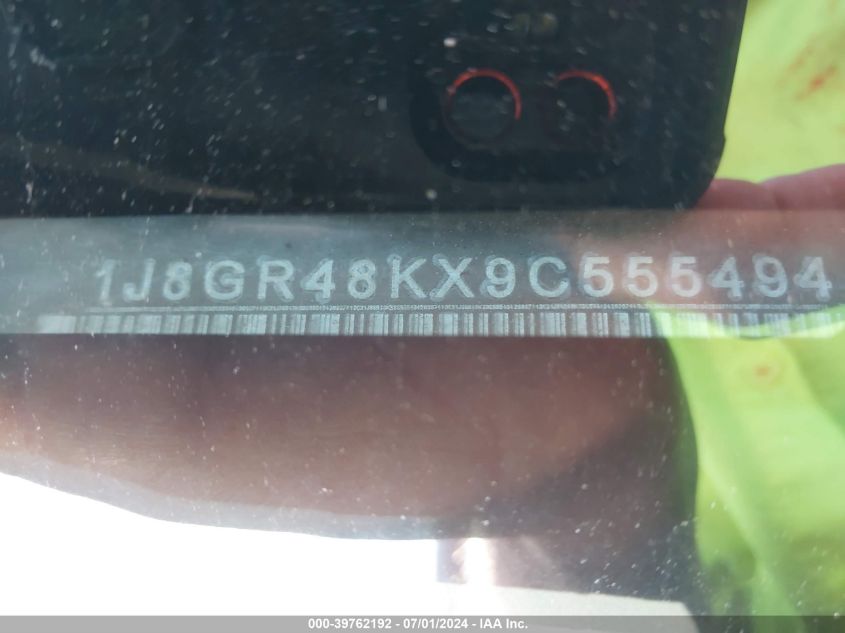 1J8GR48KX9C555494
000-39762192 - 07/01/2024 - IAA Inc.